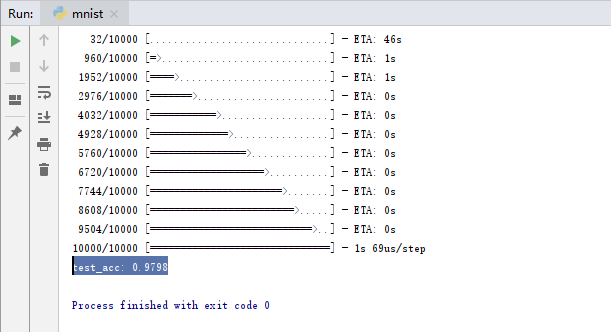 Run: mnist
32/10000 [..............................] - ETA: 46s
960/10000 [=>............................] - ETA: 1s
1952/10000 [====>.........................] - ETA: 1s
2976/10000 [=======>......................] - ETA: 0s
4032/10000 [===========>..................] - ETA: 0s
4928/10000 [=============>................] - ETA: 0s
5760/10000 [================>.............] - ETA: 0s
6720/10000 [===================>..........] - ETA: 0s
7744/10000 [======================>.......] - ETA: 0s
8608/10000 [========================>.....] - ETA: 0s
9504/10000 [===========================>..] - ETA: 0s
10000/10000 [==============================] - 1s 69us/step
test_acc: 0.9798
Process finished with exit code 0